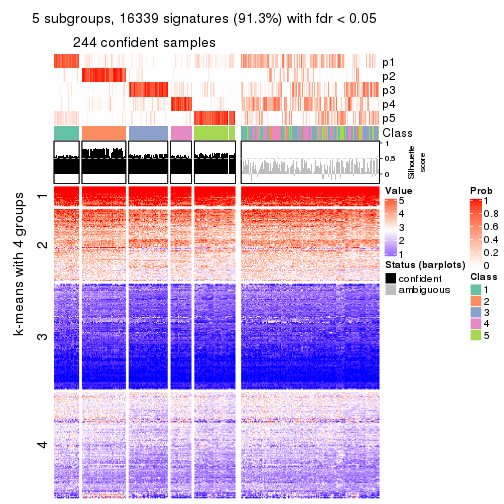 5 subgroups, 16339 signatures (91.3%) with fdr < 0.05
244 confident samples
p1
p2
p3
p4
p5
Class
1
0.5
0
Silhouette
score
k-means with 4 groups
1
2
3
4
Value
5
4
3
2
1
Status (barplots)
confident
ambiguous
Prob
1
0.8
0.6
0.4
0.2
0
Class
1
2
3
4
5